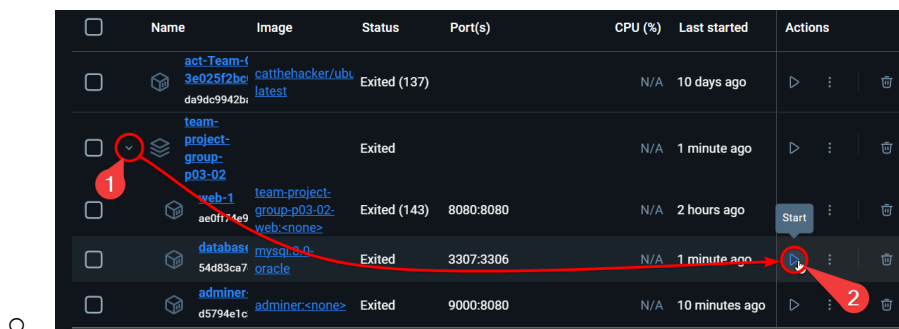 Name Image Status Port(s) CPU (%) Last started Actions
act-Team-
3e025f2bc catthehacker/ubu Exited (137) N/A 10 days ago
da9dc9942ba latest
team-
project-
group- Exited N/A 1 minute ago
p03-02
1
web-1 team-project-
ae0ff74e9 group-p03-02- Exited (143) 8080:8080 N/A 2 hours ago
web:<none>
Start
database mysql:8.0- Exited 3307:3306 N/A 1 minute ago
54d83ca7 oracle
2
adminer- adminer:<none> Exited 9000:8080 N/A 10 minutes ago
d5794e1c